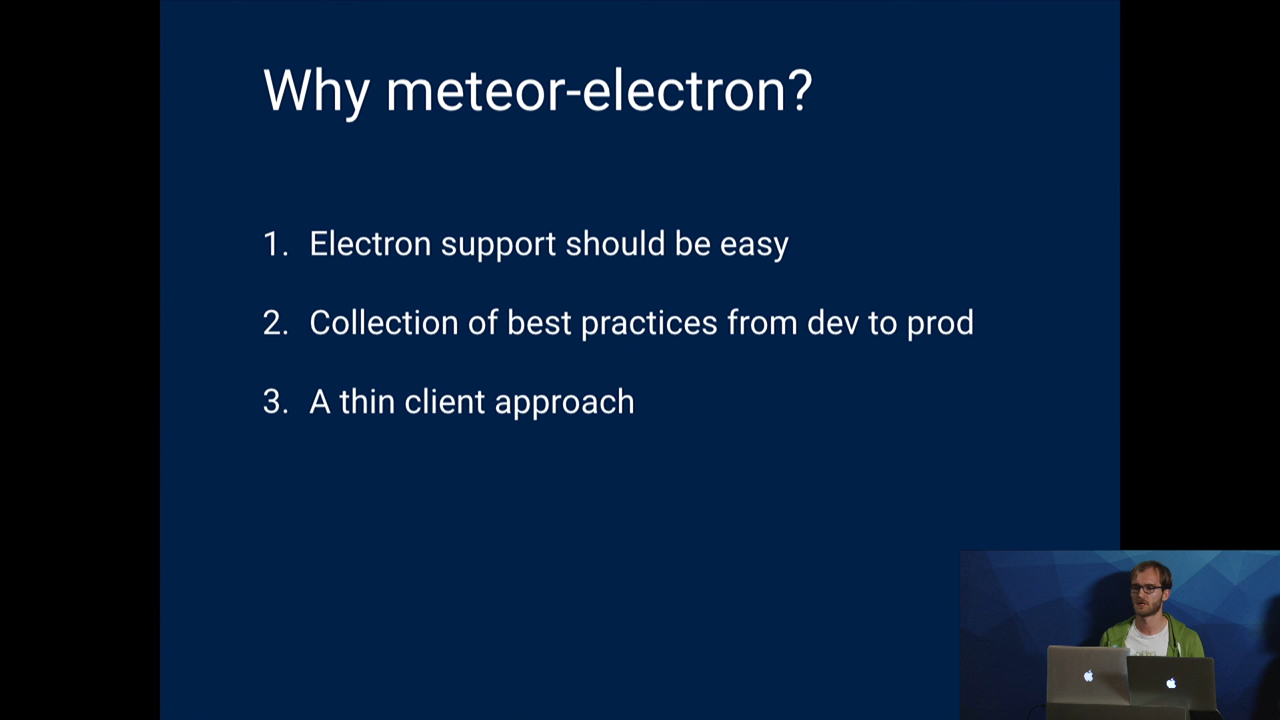 Why meteor-electron?
1. Electron support should be easy
2. Collection of best practices from dev to prod
3. A thin client approach